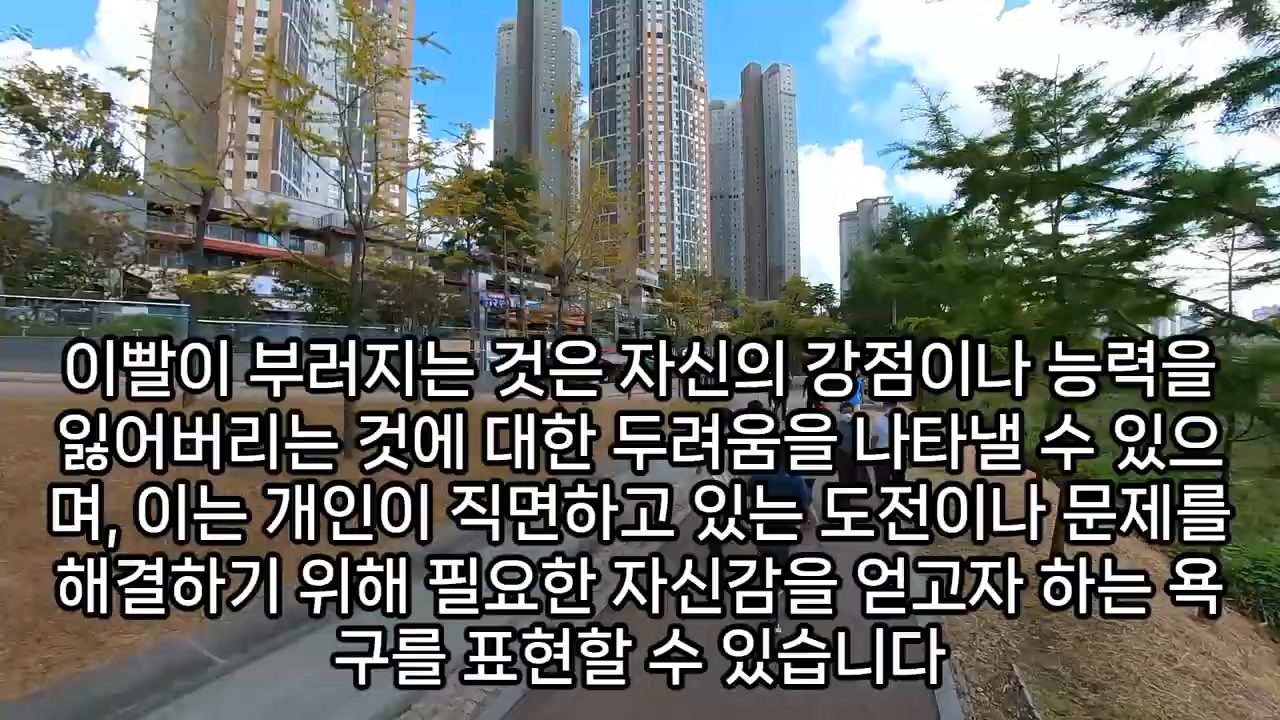 이빨이 부러지는 것은 자신의 강점이나 능력을
잃어버리는 것에 대한 두려움을 나타낼 수 있으
며, 이는 개인이 직면하고 있는 도전이나 문제를
해결하기 위해 필요한 자신감을 얻고자 하는 욕
구를 표현할 수 있습니다